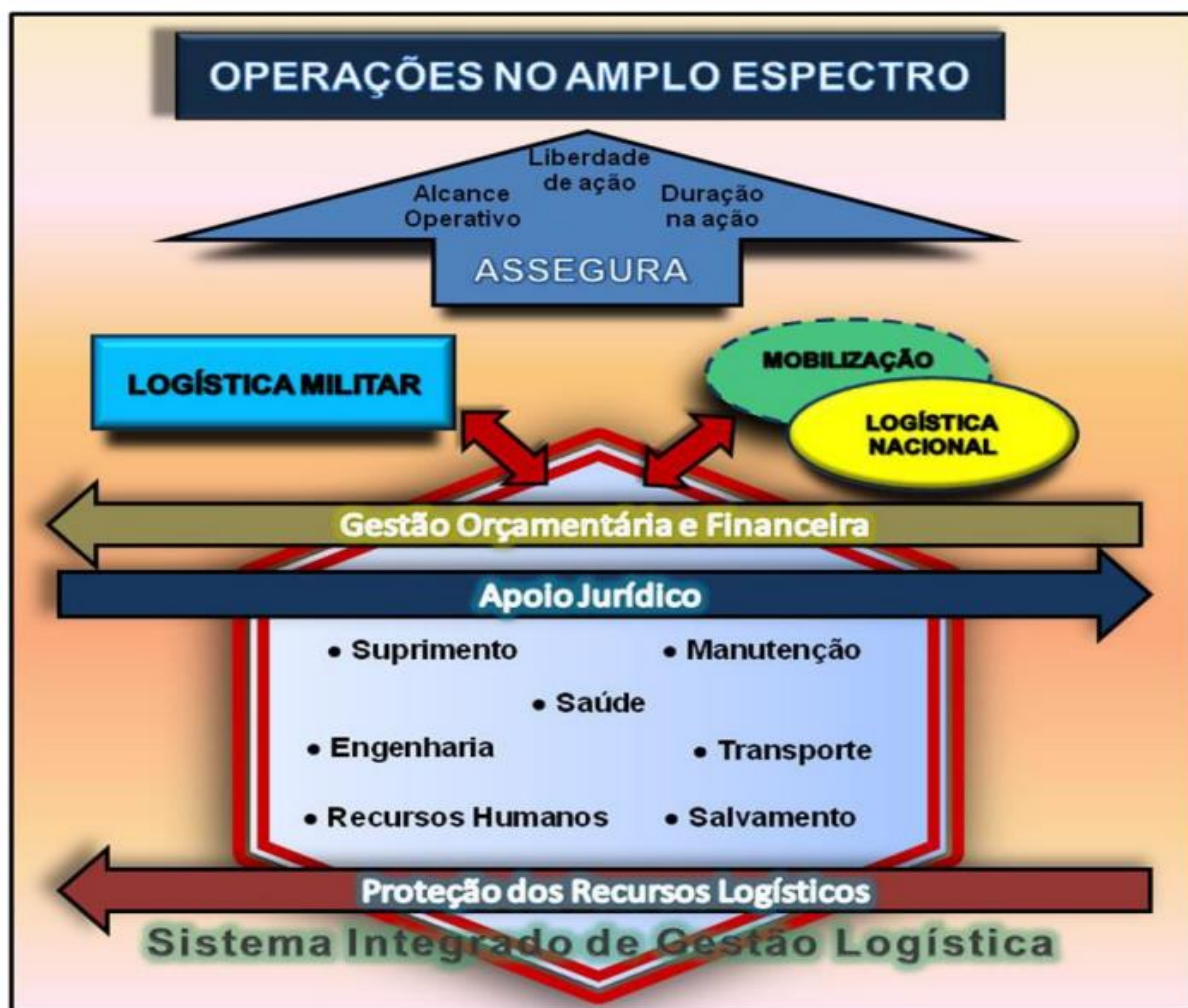 OPERAÇÕES NO AMPLO ESPECTRO
Liberdade
de ação
Alcance
Operativo
Duração
na ação
ASSEGURA
LOGÍSTICA MILITAR
MOBILIZAÇÃO
LOGÍSTICA
NACIONAL
Gestão Orçamentária e Financeira
Apoio Jurídico
• Suprimento
• Manutenção
• Saúde
• Engenharia
• Transporte
• Recursos Humanos
• Salvamento
Proteção dos Recursos Logísticos
Sistema Integrado de Gestão Logística